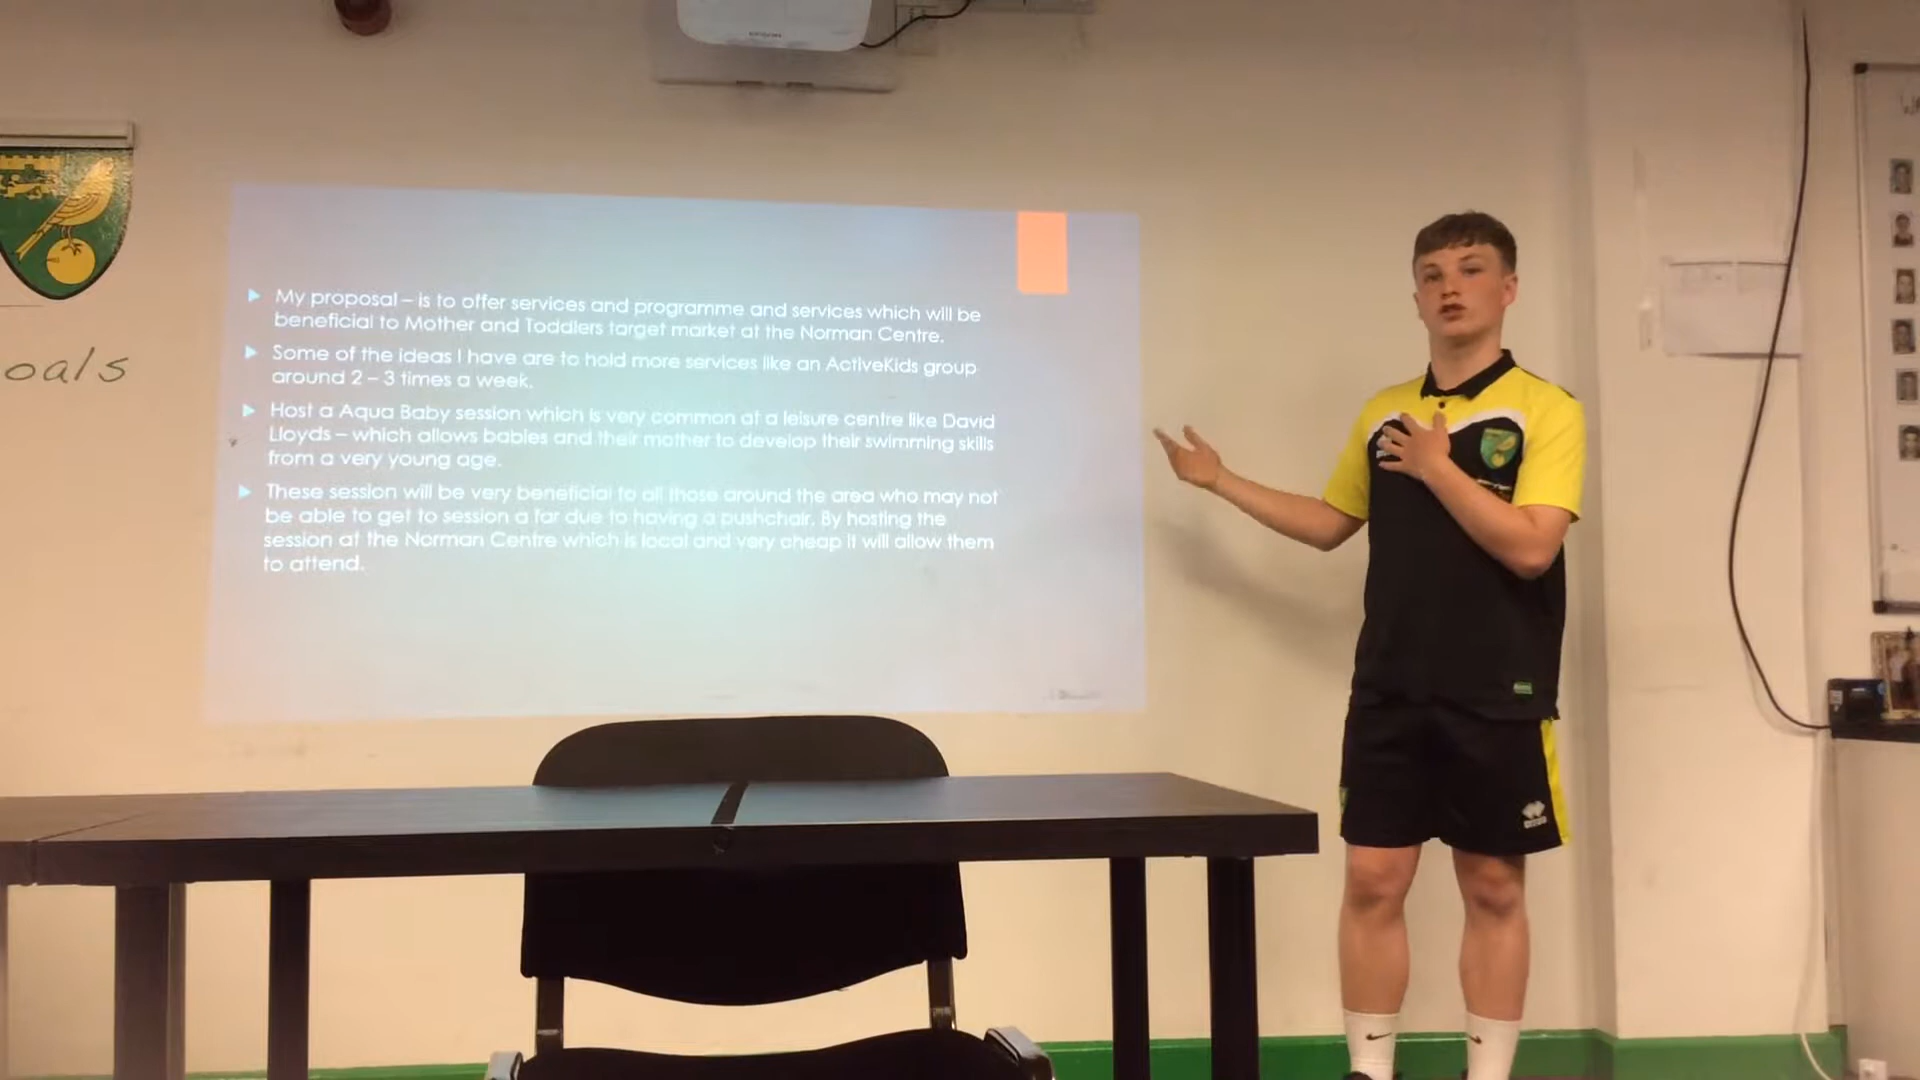 EPSON
oals
My proposal – is to offer services and programme and services which will be
beneficial to Mother and Toddlers target market at the Norman Centre.
Some of the ideas I have are to hold more services like an ActiveKids group
around 2 – 3 times a week.
Host a Aqua Baby session which is very common at a leisure centre like David
Lloyds – which allows babies and their mother to develop their swimming skills
from a very young age.
These session will be very beneficial to all those around the area who may not
be able to get to session a far due to having a pushchair. By hosting the
session at the Norman Centre which is local and very cheap it will allow them
to attend.